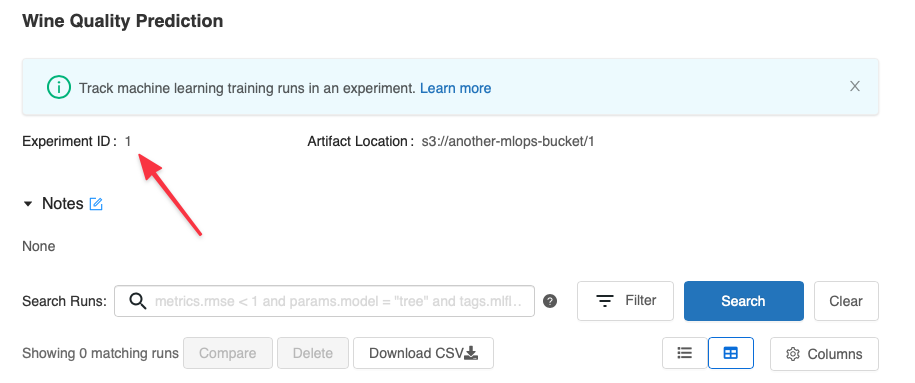 Wine Quality Prediction
Track machine learning training runs in an experiment. Learn more
Experiment ID: 1 Artifact Location: s3://another-mlops-bucket/1
Notes
None
Search Runs: metrics.rmse < 1 and params.model = "tree" and tags.mlfl... Filter Search Clear
Showing 0 matching runs Compare Delete Download CSV Columns